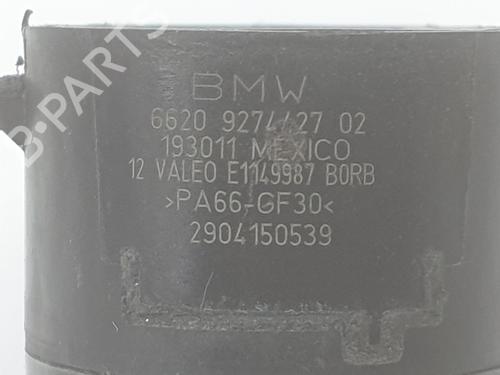 B-PARTS
BMW
6620 9274427 02
193011 MEXICO
12 VALEO E1149987 B0RB
>PA66-GF30<
2904150539